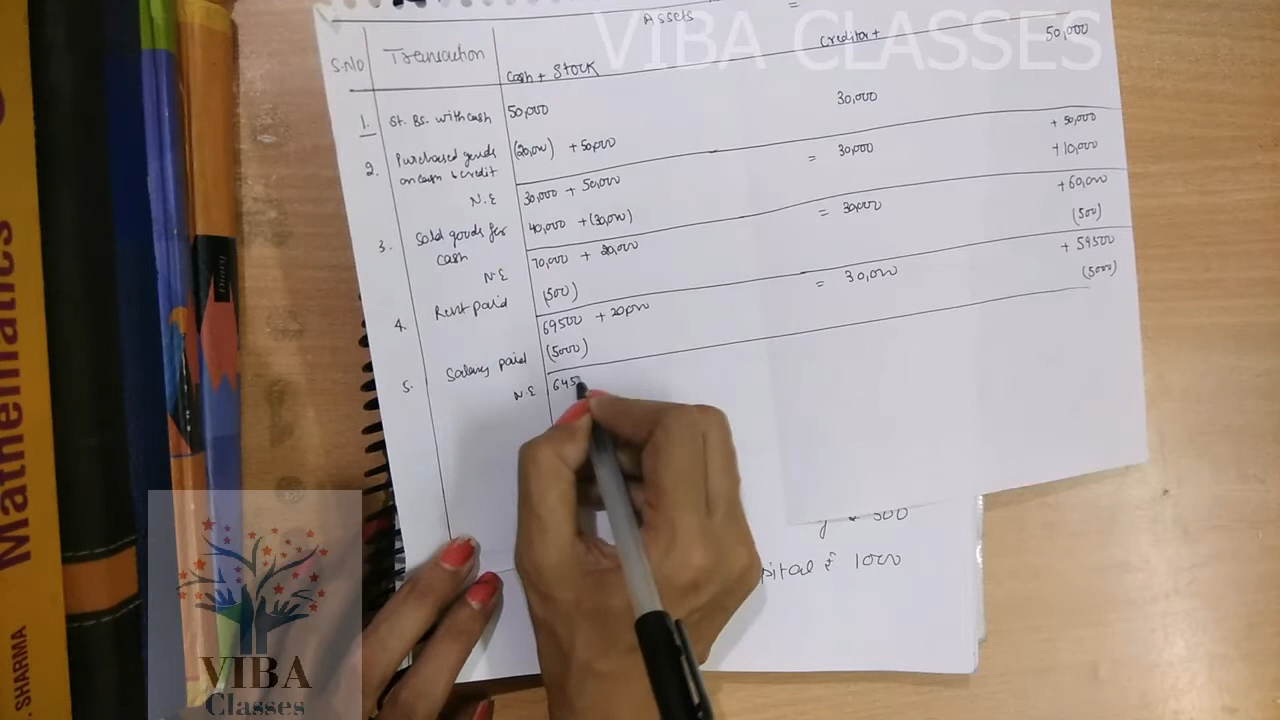 VIBA CLASSES
Assets =
S.NO Transaction Cash + Stock Creditor + 50,000
1. St. Bs. with cash 50,000
2. Purchased goods (20,000) + 50,000 30,000
on cash & credit
N.E 30,000 + 50,000 = 30,000 + 50,000
3. Sold goods for 40,000 + (30,000) + 10,000
cash
N.E 70,000 + 20,000 = 30,000 + 60,000
4. Rent paid (500) (500)
69500 + 20,000 = 30,000 + 59500
5. Salary paid (5000) (5000)
N.E 645
₹ 500
pital ₹ 1000
Mathematics
. SHARMA
VIBA
Classes